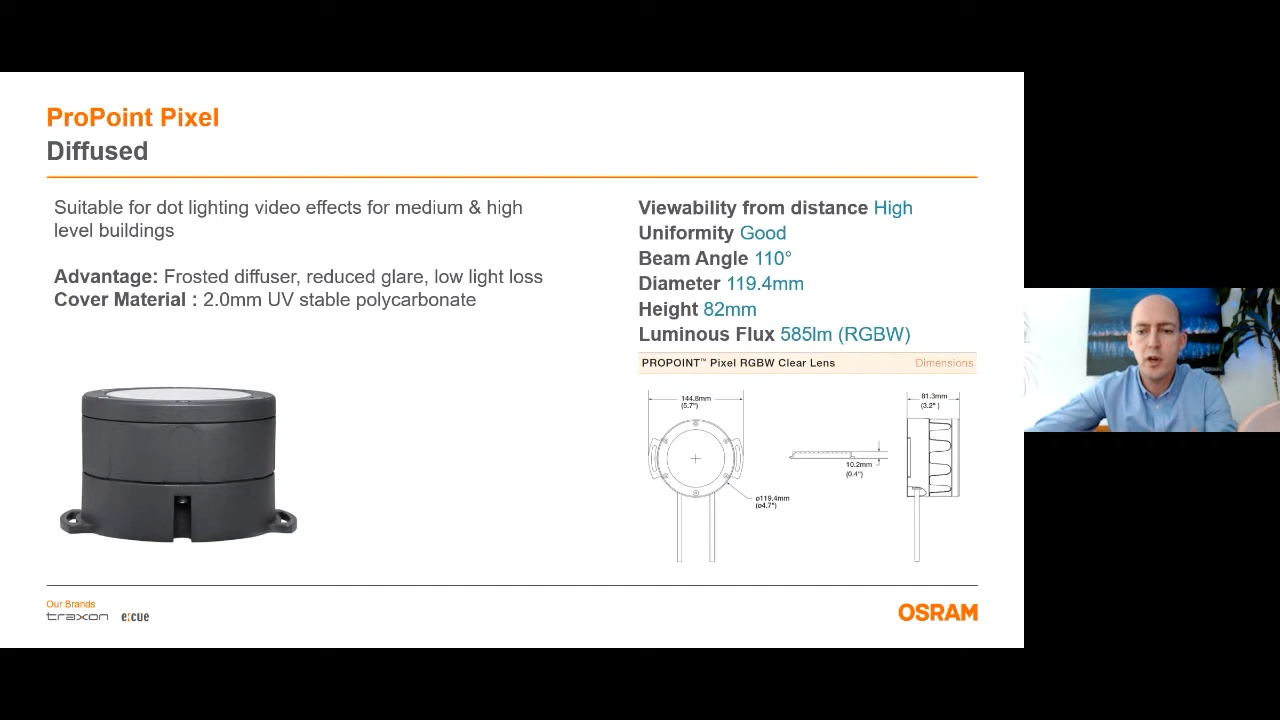 ProPoint Pixel
Diffused
Suitable for dot lighting video effects for medium & high
level buildings
Advantage: Frosted diffuser, reduced glare, low light loss
Cover Material : 2.0mm UV stable polycarbonate
Viewability from distance High
Uniformity Good
Beam Angle 110°
Diameter 119.4mm
Height 82mm
Luminous Flux 585lm (RGBW)
PROPOINT™ Pixel RGBW Clear Lens Dimensions
144.8mm
(5.7")
81.3mm
(3.2" )
10.2mm
(0.4")
ø119.4mm
(ø4.7")
Our Brands
traxon e:cue
OSRAM